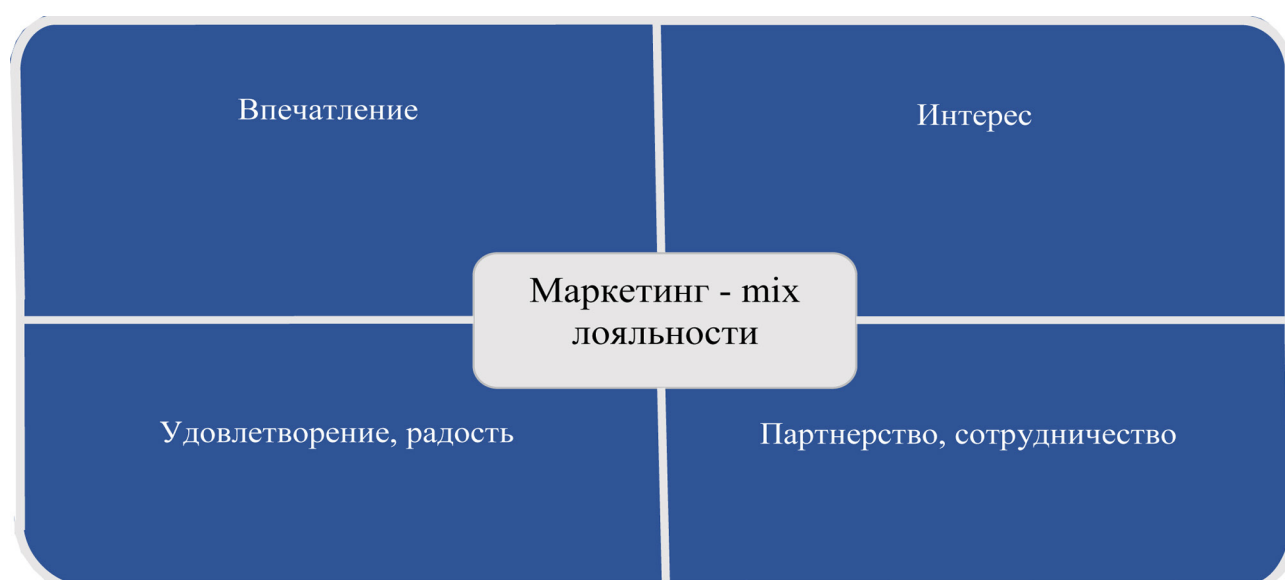 Впечатление
Интерес
Маркетинг - mix
лояльности
Удовлетворение, радость
Партнерство, сотрудничество